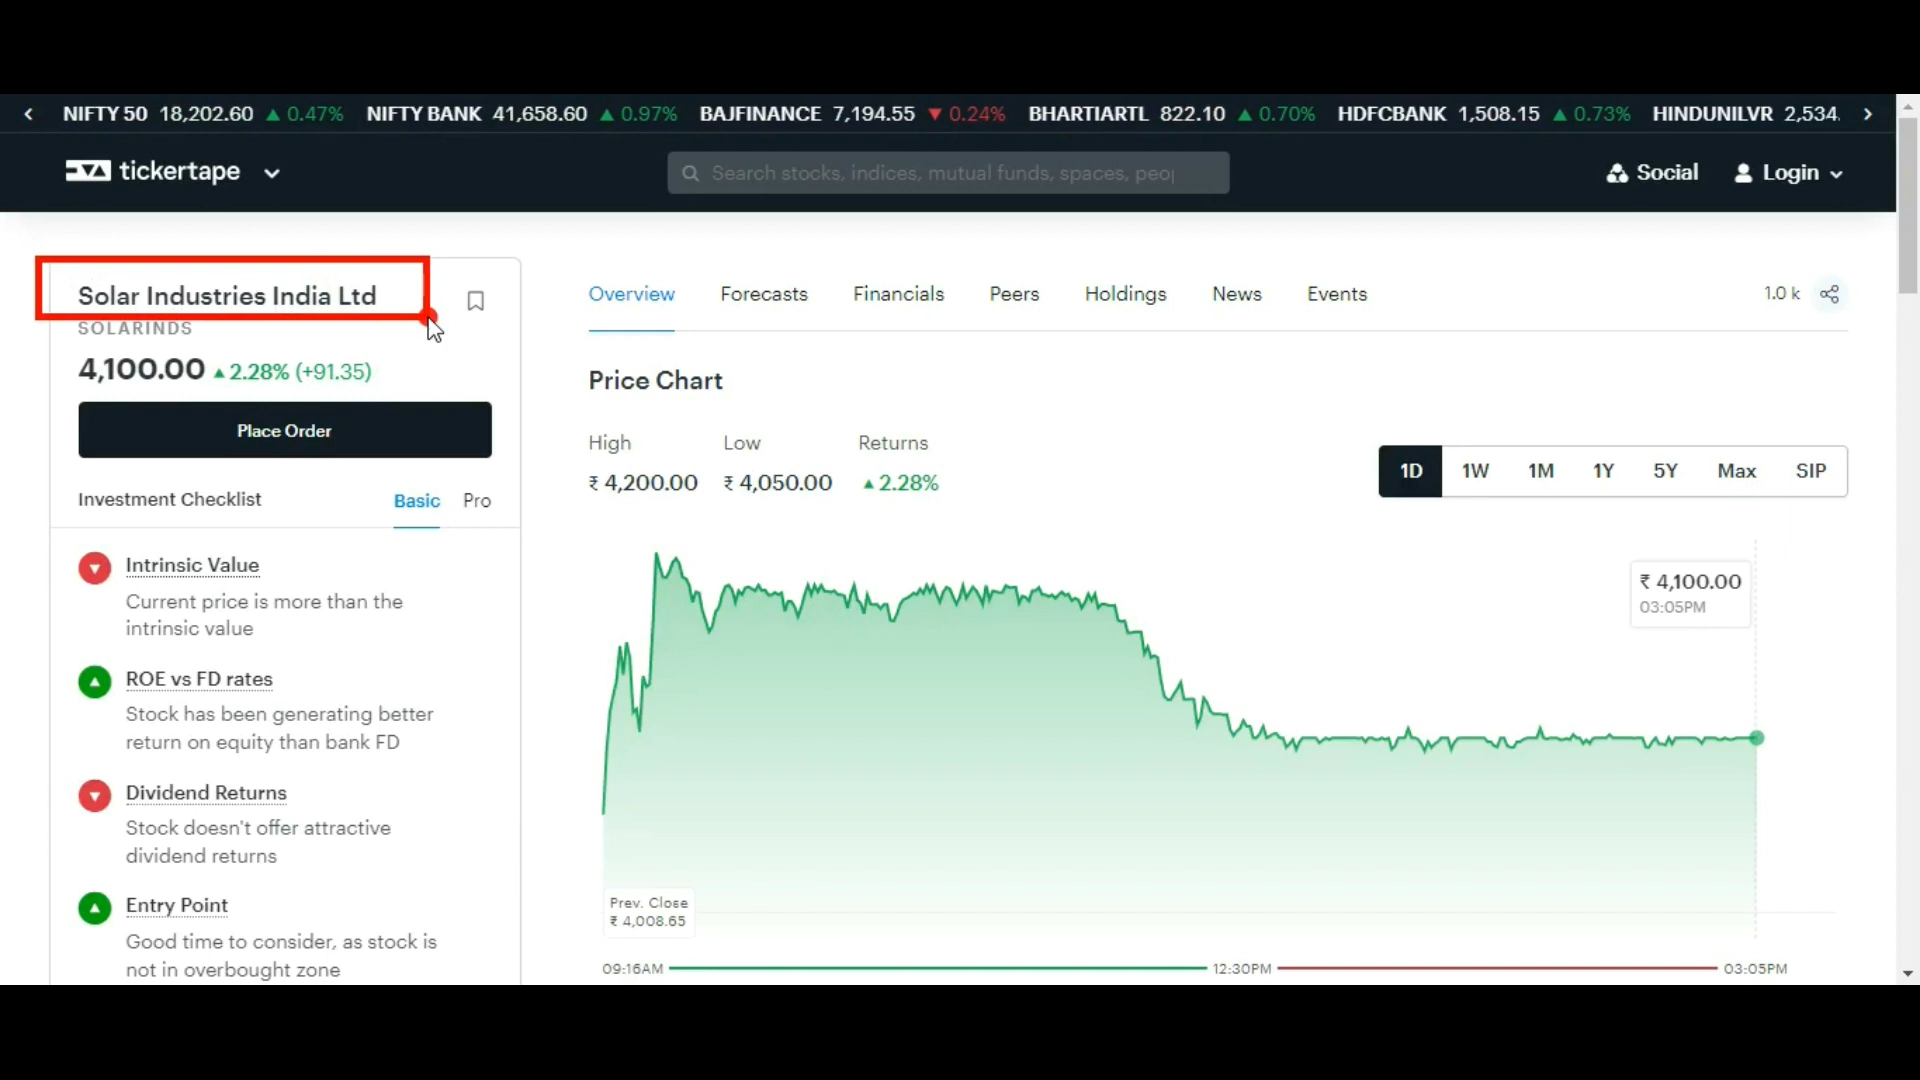 NIFTY 50 18,202.60 ▲ 0.47% NIFTY BANK 41,658.60 ▲ 0.97% BAJFINANCE 7,194.55 ▼ 0.24% BHARTIARTL 822.10 ▲ 0.70% HDFCBANK 1,508.15 ▲ 0.73% HINDUNILVR 2,534.
tickertape
Search stocks, indices, mutual funds, spaces, peop
Social
Login
Solar Industries India Ltd
SOLARINDS
4,100.00 ▲ 2.28% (+91.35)
Place Order
Investment Checklist Basic Pro
Intrinsic Value
Current price is more than the
intrinsic value
ROE vs FD rates
Stock has been generating better
return on equity than bank FD
Dividend Returns
Stock doesn't offer attractive
dividend returns
Entry Point
Good time to consider, as stock is
not in overbought zone
Overview Forecasts Financials Peers Holdings News Events
1.0 k
Price Chart
High Low Returns
₹ 4,200.00 ₹ 4,050.00 ▲ 2.28%
1D 1W 1M 1Y 5Y Max SIP
₹ 4,100.00
03:05PM
Prev. Close
₹ 4,008.65
09:16AM 12:30PM 03:05PM